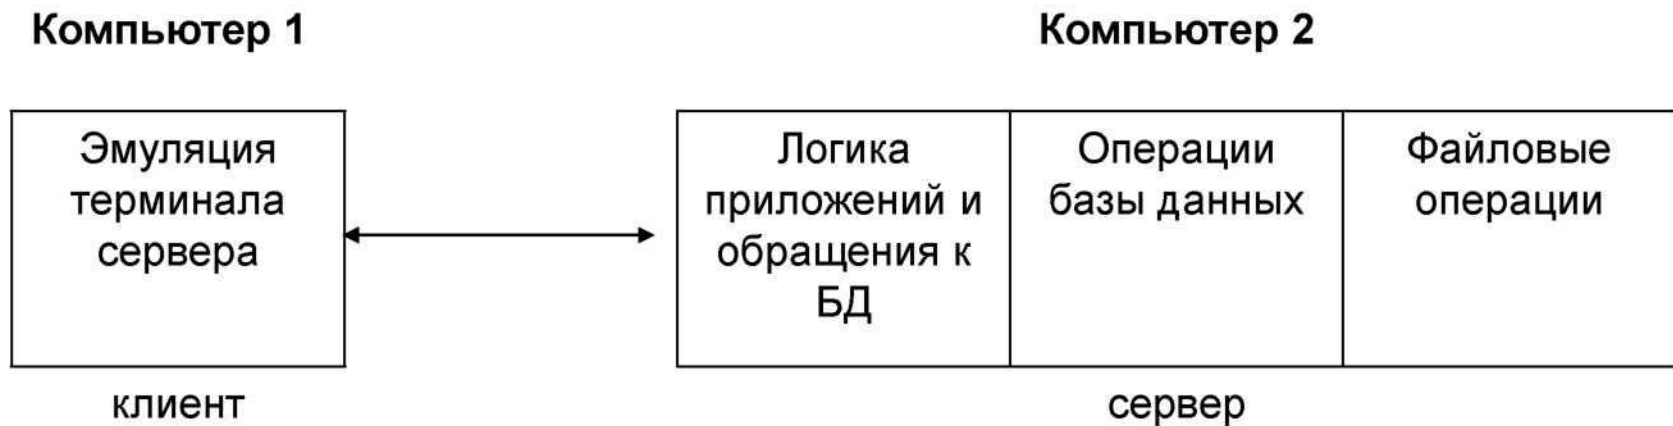 Компьютер 1
Компьютер 2
Эмуляция
терминала
сервера
Логика
приложений и
обращения к
БД
Операции
базы данных
Файловые
операции
клиент
сервер